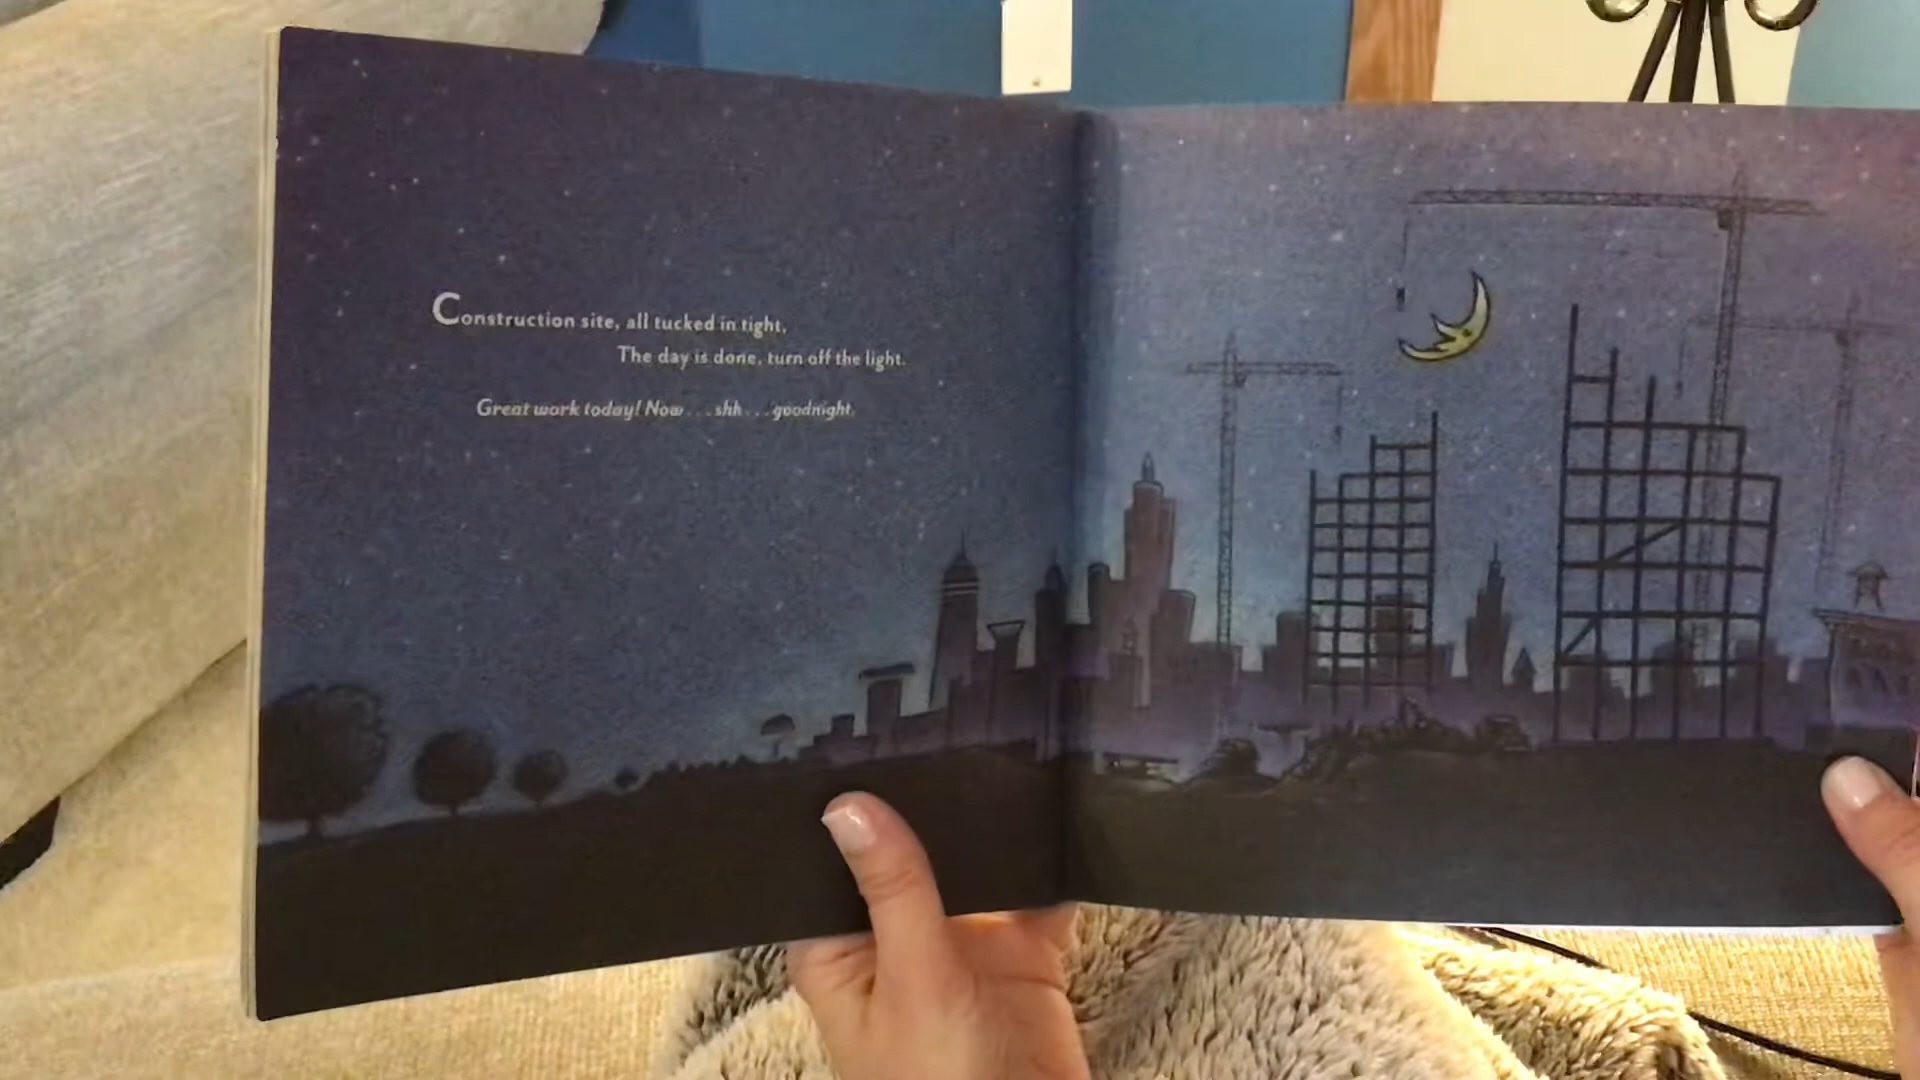 Construction site, all tucked in tight,
The day is done, turn off the light.
Great work today! Now . . . shh . . . goodnight.